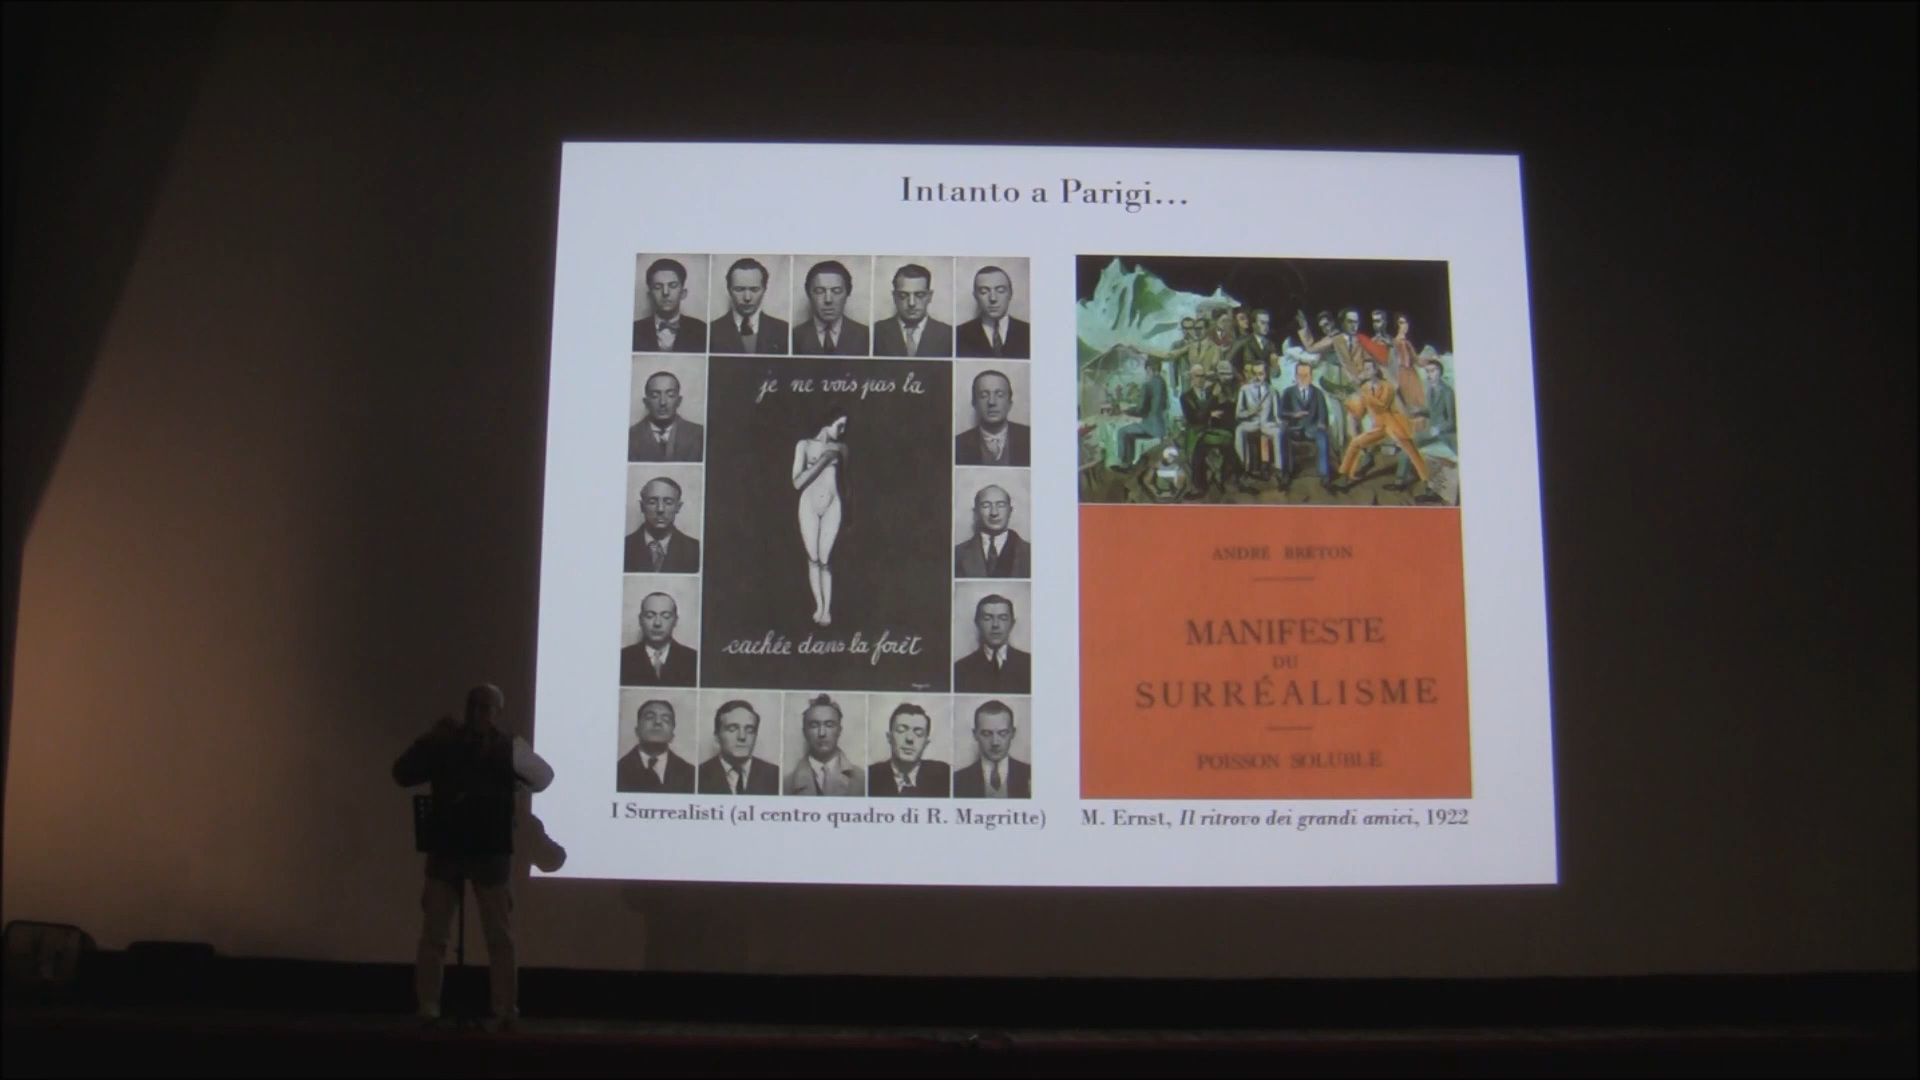 Intanto a Parigi...
je ne vois pas la
cachée dans la forêt
ANDRÉ BRETON
MANIFESTE
DU
SURRÉALISME
POISSON SOLUBLE
I Surrealisti (al centro quadro di R. Magritte)
M. Ernst, Il ritrovo dei grandi amici, 1922